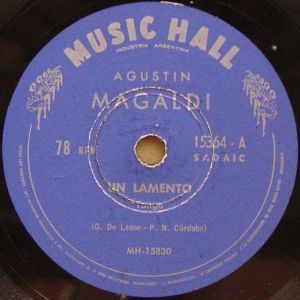 MUSIC HALL
INDUSTRIA ARGENTINA
AGUSTIN
MAGALDI
78 RPM
15364 - A
SADAIC
UN LAMENTO
Tango
(G. De Leone - P. N. Córdoba)
MH-15830